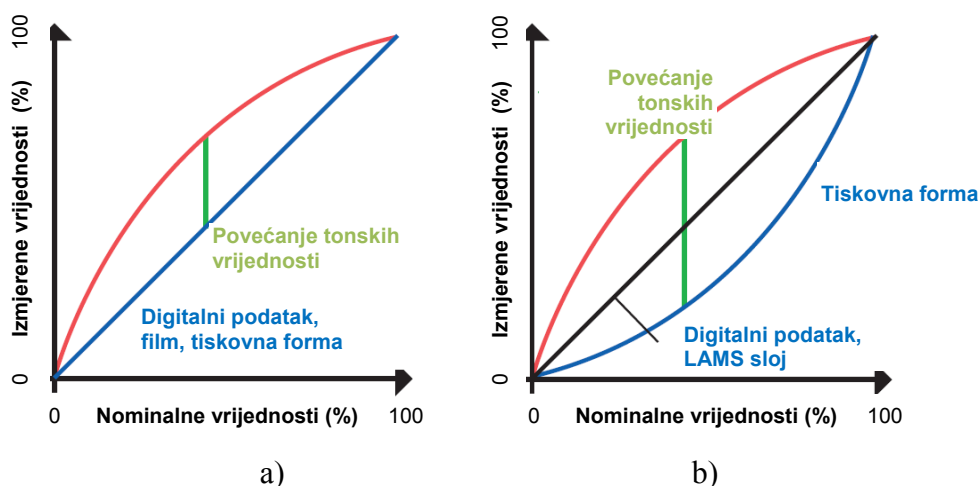 100
Izmjerene vrijednosti (%)
0
Povećanje tonskih
vrijednosti
Digitalni podatak,
film, tiskovna forma
0
Nominalne vrijednosti (%)
100
a)
100
Izmjerene vrijednosti (%)
0
Povećanje
tonskih
vrijednosti
Tiskovna forma
Digitalni podatak,
LAMS sloj
0
Nominalne vrijednosti (%)
100
b)